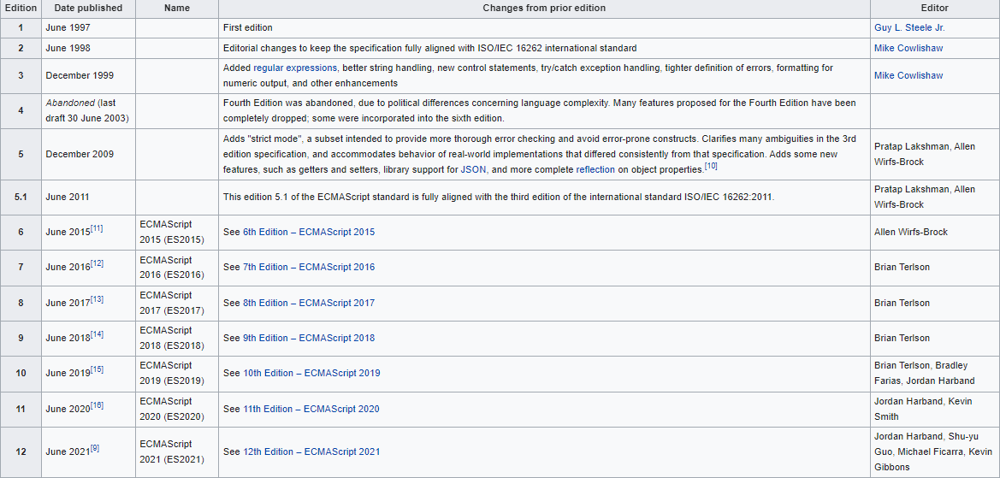 Edition Date published Name Changes from prior edition Editor
1 June 1997 First edition Guy L. Steele Jr.
2 June 1998 Editorial changes to keep the specification fully aligned with ISO/IEC 16262 international standard Mike Cowlishaw
3 December 1999 Added regular expressions, better string handling, new control statements, try/catch exception handling, tighter definition of errors, formatting for
numeric output, and other enhancements Mike Cowlishaw
4 Abandoned (last
draft 30 June 2003) Fourth Edition was abandoned, due to political differences concerning language complexity. Many features proposed for the Fourth Edition have been
completely dropped; some were incorporated into the sixth edition.
5 December 2009 Adds "strict mode", a subset intended to provide more thorough error checking and avoid error-prone constructs. Clarifies many ambiguities in the 3rd
edition specification, and accommodates behavior of real-world implementations that differed consistently from that specification. Adds some new
features, such as getters and setters, library support for JSON, and more complete reflection on object properties.[10]
Pratap Lakshman, Allen
Wirfs-Brock
5.1 June 2011 This edition 5.1 of the ECMAScript standard is fully aligned with the third edition of the international standard ISO/IEC 16262:2011.
Pratap Lakshman, Allen
Wirfs-Brock
6 June 2015[11] ECMAScript
2015 (ES2015) See 6th Edition – ECMAScript 2015 Allen Wirfs-Brock
7 June 2016[12] ECMAScript
2016 (ES2016) See 7th Edition – ECMAScript 2016 Brian Terlson
8 June 2017[13] ECMAScript
2017 (ES2017) See 8th Edition – ECMAScript 2017 Brian Terlson
9 June 2018[14] ECMAScript
2018 (ES2018) See 9th Edition – ECMAScript 2018 Brian Terlson
10 June 2019[15] ECMAScript
2019 (ES2019) See 10th Edition – ECMAScript 2019 Brian Terlson, Bradley
Farias, Jordan Harband
11 June 2020[16] ECMAScript
2020 (ES2020) See 11th Edition – ECMAScript 2020 Jordan Harband, Kevin
Smith
12 June 2021[9] ECMAScript
2021 (ES2021) See 12th Edition – ECMAScript 2021 Jordan Harband, Shu-yu
Guo, Michael Ficarra, Kevin
Gibbons